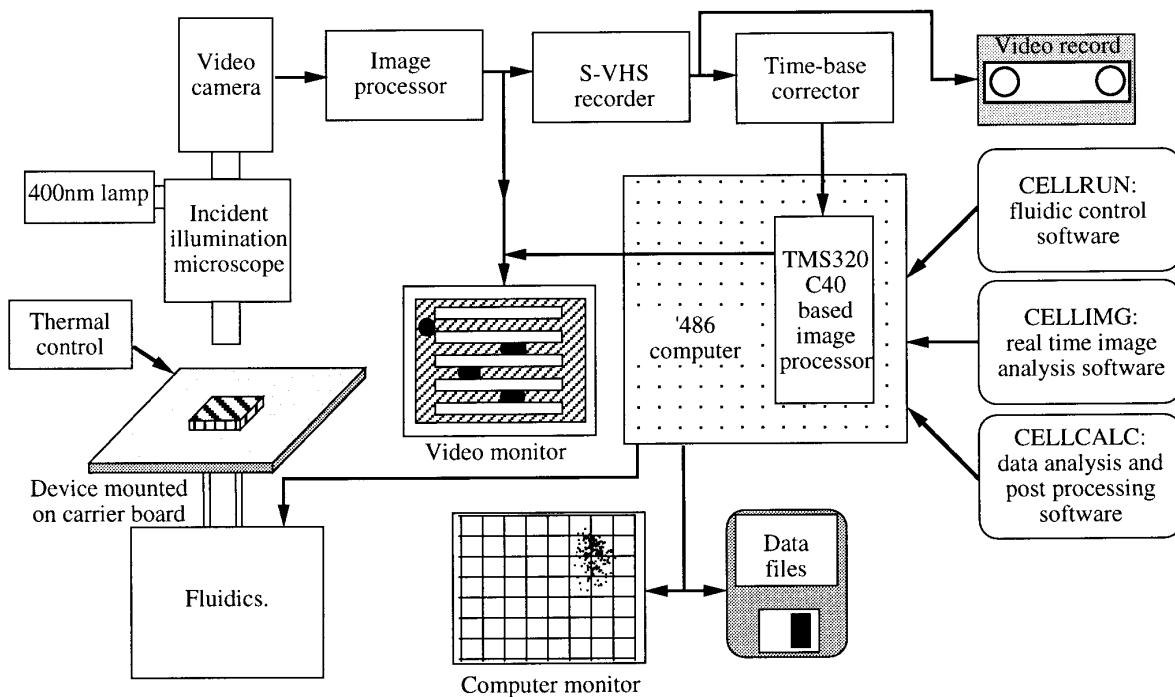 Video
camera
Image
processor
S-VHS
recorder
Time-base
corrector
Video record
400nm lamp
Incident
illumination
microscope
CELLRUN:
fluidic control
software
TMS320
C40
based
image
processor
'486
computer
Thermal
control
CELLIMG:
real time image
analysis software
Video monitor
CELLCALC:
data analysis and
post processing
software
Device mounted
on carrier board
Fluidics.
Data
files
Computer monitor